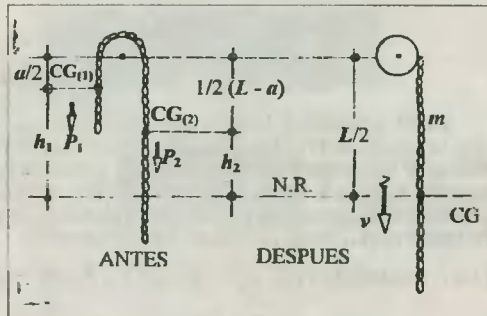 a/2 CG(1) 1/2 (L - a)
CG(2) m
h1 P1 L/2
P2 h2
N.R.
v CG
ANTES DESPUES